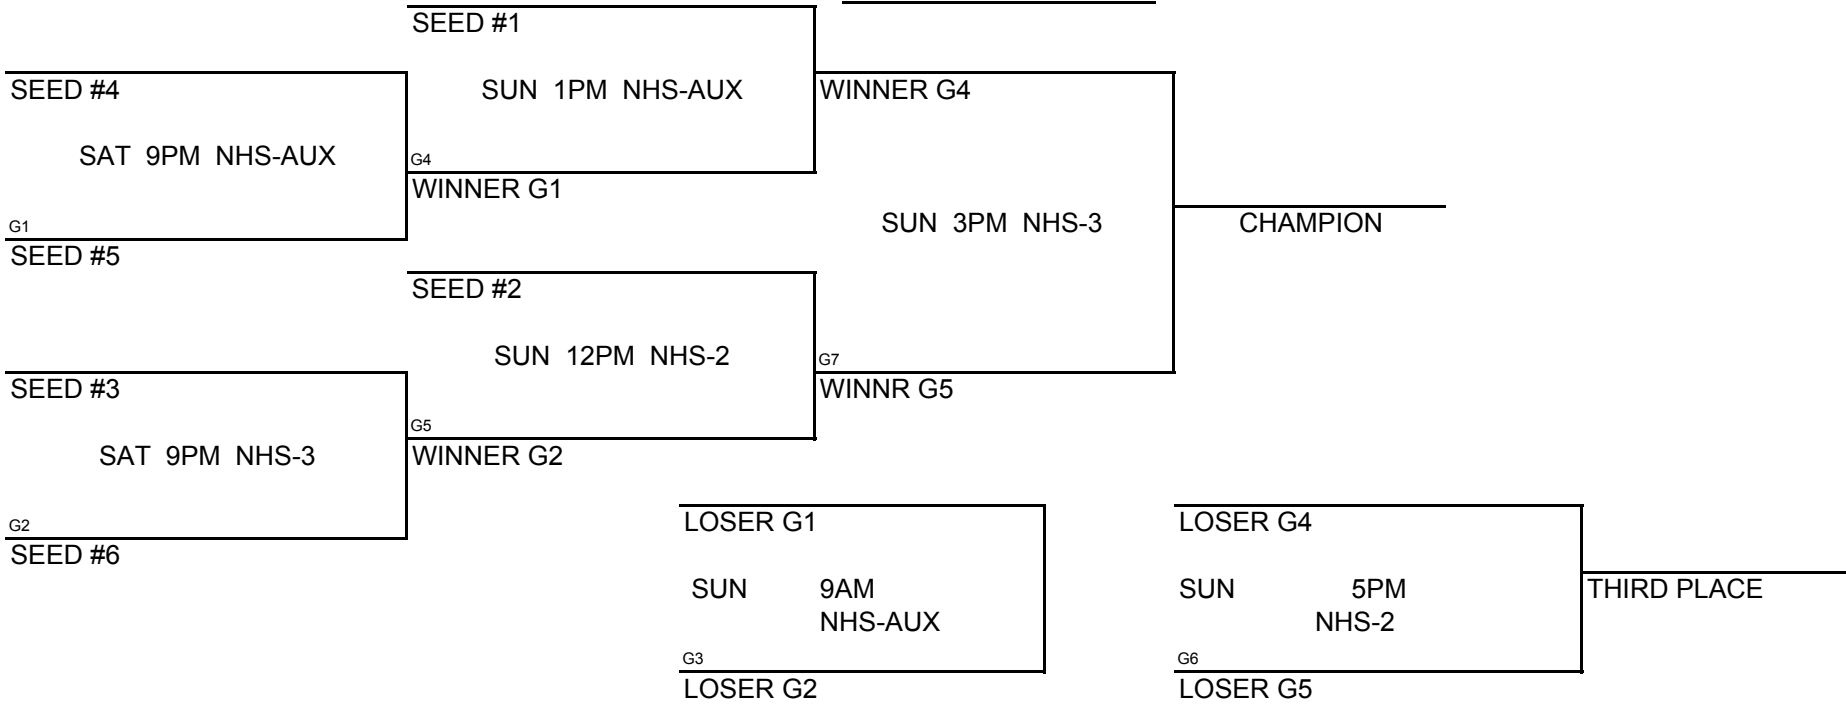 SEED #1
SEED #4
SUN 1PM NHS-AUX
WINNER G4
SAT 9PM NHS-AUX
G4
WINNER G1
G1
SUN 3PM NHS-3
CHAMPION
SEED #5
SEED #2
SUN 12PM NHS-2
G7
SEED #3
WINNR G5
G5
SAT 9PM NHS-3
WINNER G2
G2
LOSER G1
LOSER G4
SEED #6
SUN 9AM
NHS-AUX
SUN 5PM
NHS-2
THIRD PLACE
G3
G6
LOSER G2
LOSER G5